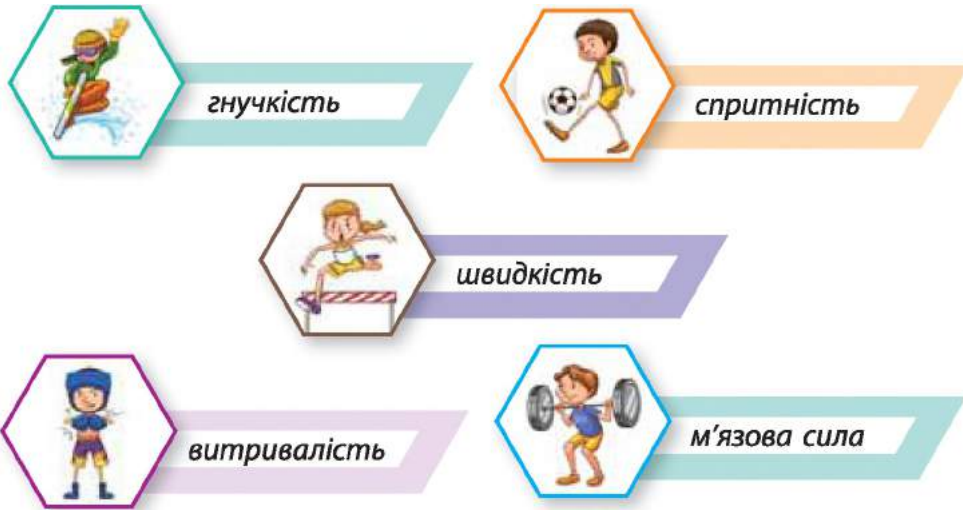 гнучкість
спритність
швидкість
витривалість
м’язова сила